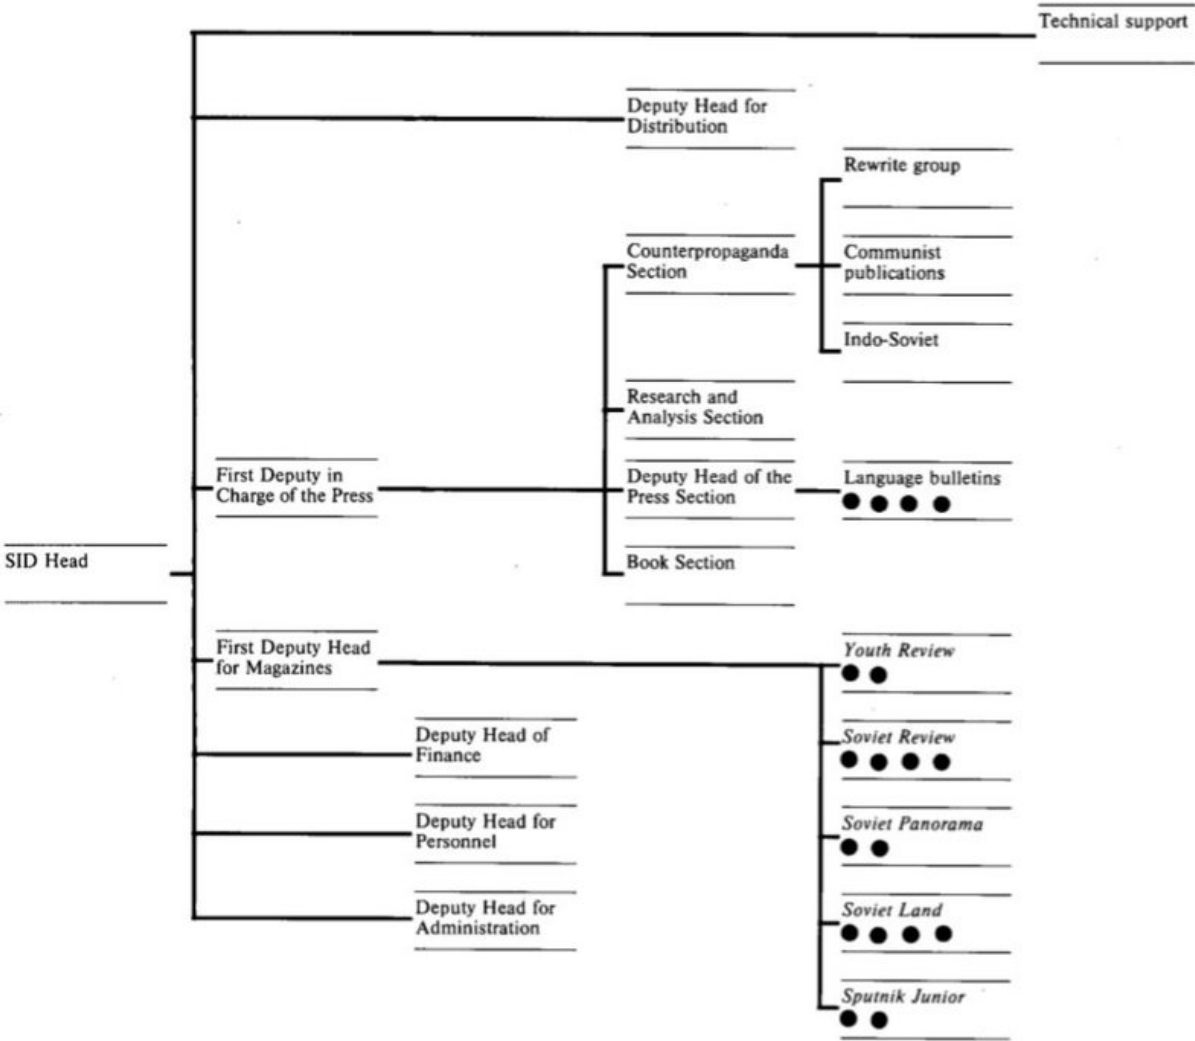 Technical support
Deputy Head for
Distribution
Rewrite group
Counterpropaganda
Section
Communist
publications
Indo-Soviet
Research and
Analysis Section
First Deputy in
Charge of the Press
Deputy Head of the
Press Section
Language bulletins
SID Head
Book Section
First Deputy Head
for Magazines
Youth Review
Deputy Head of
Finance
Soviet Review
Deputy Head for
Personnel
Soviet Panorama
Deputy Head for
Administration
Soviet Land
Sputnik Junior